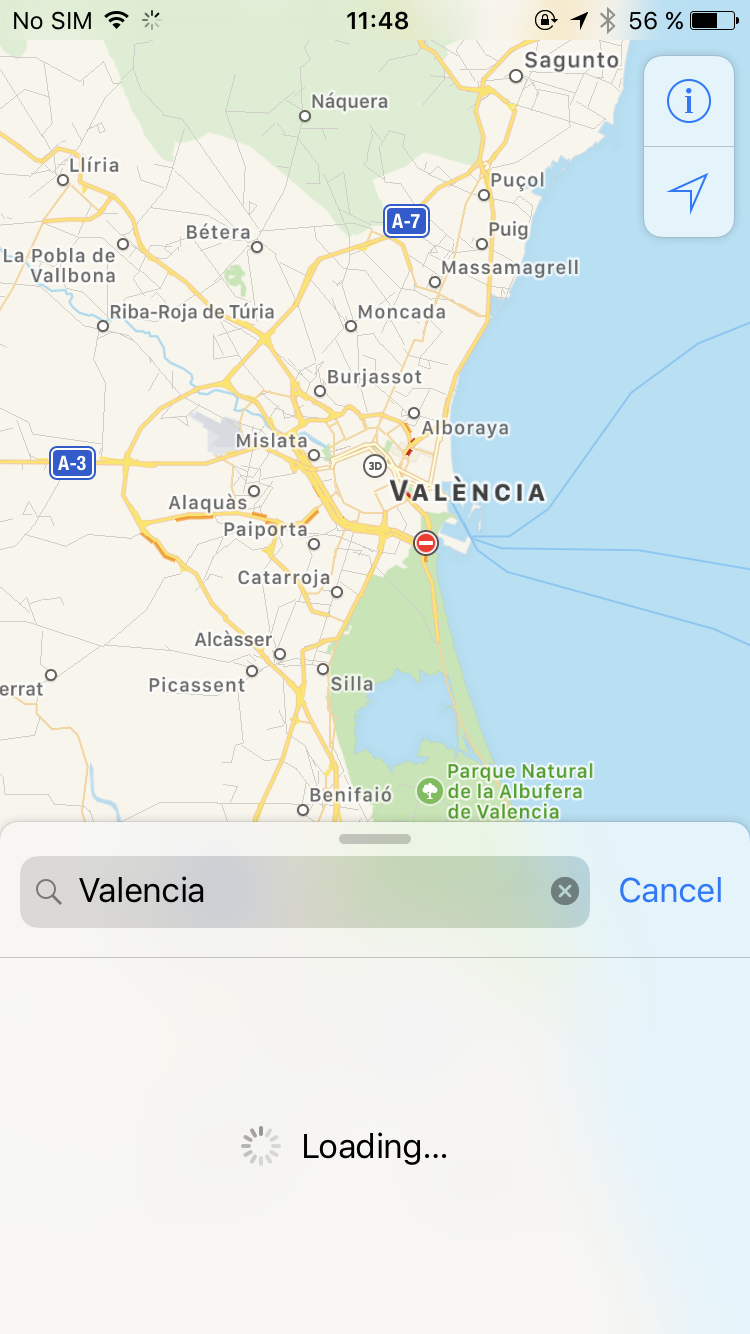 No SIM 11:48 56 %
Sagunto
Náquera
Llíria
Puçol
A-7
Bétera
Puig
La Pobla de
Vallbona
Massamagrell
Riba-Roja de Túria
Moncada
Burjassot
Alboraya
Mislata
A-3
3D
VALÈNCIA
Alaquàs
Paiporta
Catarroja
Alcàsser
errat
Picassent
Silla
Parque Natural
de la Albufera
de Valencia
Benifaió
Valencia
Cancel
Loading...